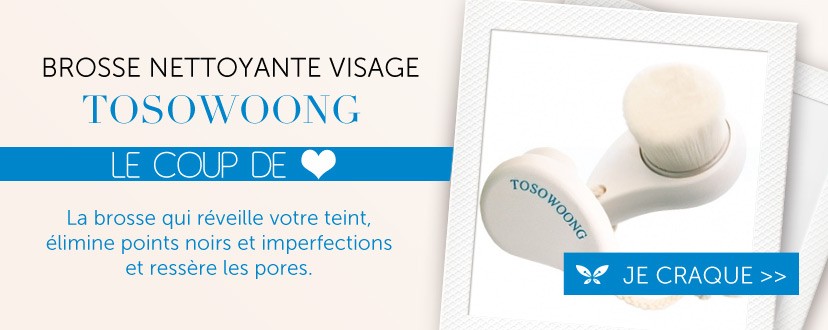 BROSSE NETTOYANTE VISAGE
TOSOWOONG
LE COUP DE
La brosse qui réveille votre teint,
élimine points noirs et imperfections
et ressère les pores.
TOSOWOONG
JE CRAQUE >>